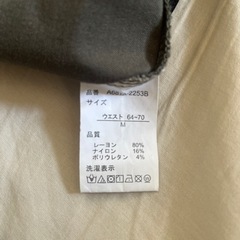 品番
サイズ
ウエスト 64~70
M
品質
レーヨン 80%
ナイロン 16%
ポリウレタン 4%
洗濯表示